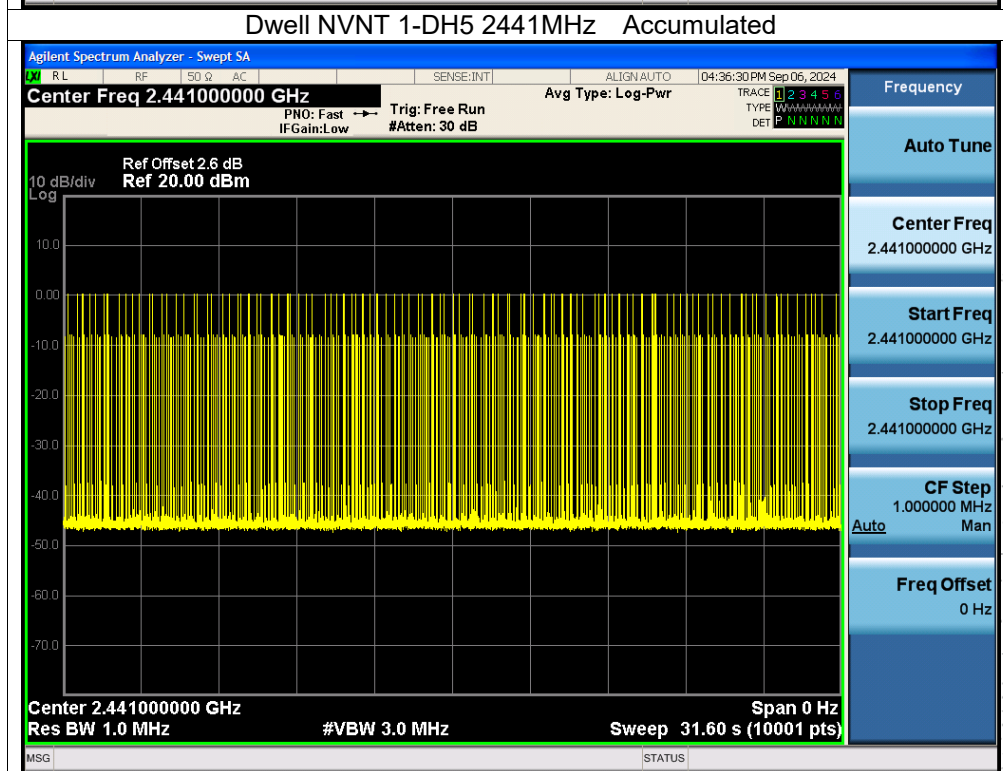 Dwell NVNT 1-DH5 2441MHz Accumulated
Agilent Spectrum Analyzer - Swept SA
LXI RL RF 50 Ω AC SENSE:INT ALIGN AUTO 04:36:30 PM Sep 06, 2024
Center Freq 2.441000000 GHz
Avg Type: Log-Pwr
TRACE 1 2 3 4 5 6
PNO: Fast
Trig: Free Run
TYPE WWWWWW
IFGain:Low
#Atten: 30 dB
DET P N N N N N
Ref Offset 2.6 dB
10 dB/div Ref 20.00 dBm
Log
10.0
0.00
-10.0
-20.0
-30.0
-40.0
-50.0
-60.0
-70.0
Center 2.441000000 GHz Span 0 Hz
Res BW 1.0 MHz #VBW 3.0 MHz Sweep 31.60 s (10001 pts)
MSG STATUS
Frequency
Auto Tune
Center Freq
2.441000000 GHz
Start Freq
2.441000000 GHz
Stop Freq
2.441000000 GHz
CF Step
1.000000 MHz
Auto Man
Freq Offset
0 Hz